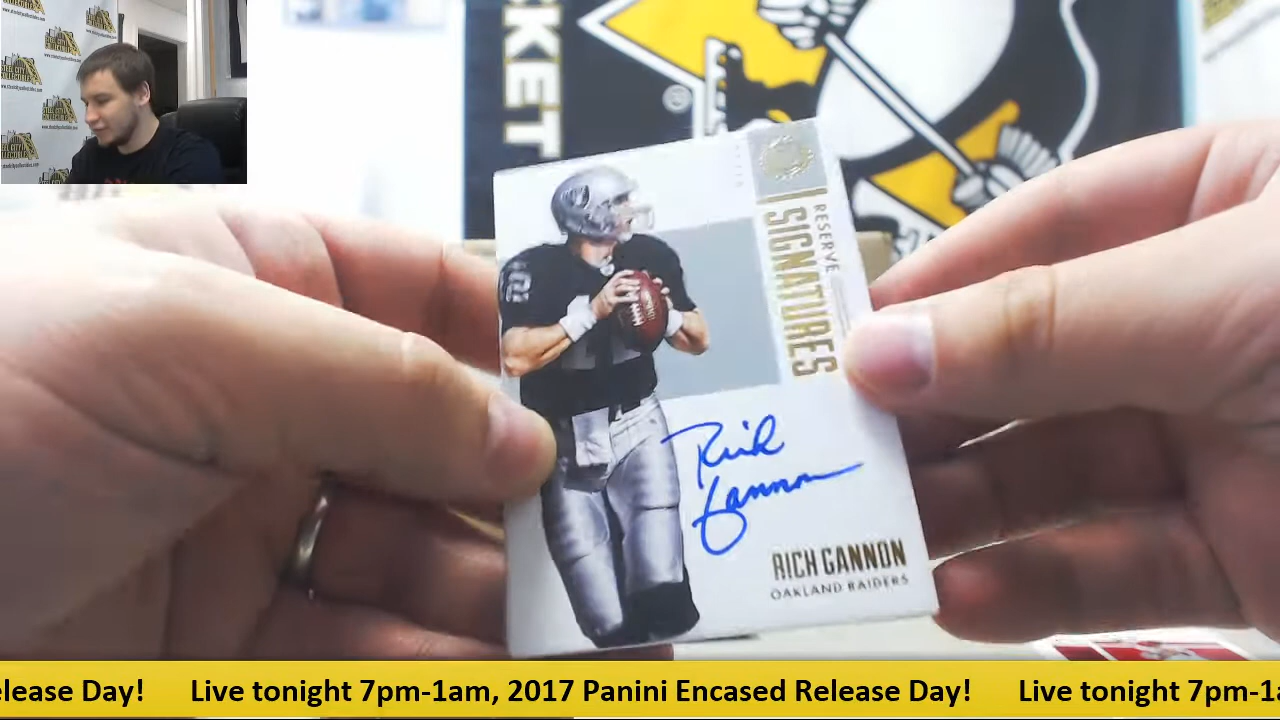 CKET
RESERVE
SIGNATURES
Rich
Gannon
RICH GANNON
OAKLAND RAIDERS
elease Day! Live tonight 7pm-1am, 2017 Panini Encased Release Day! Live tonight 7pm-1a